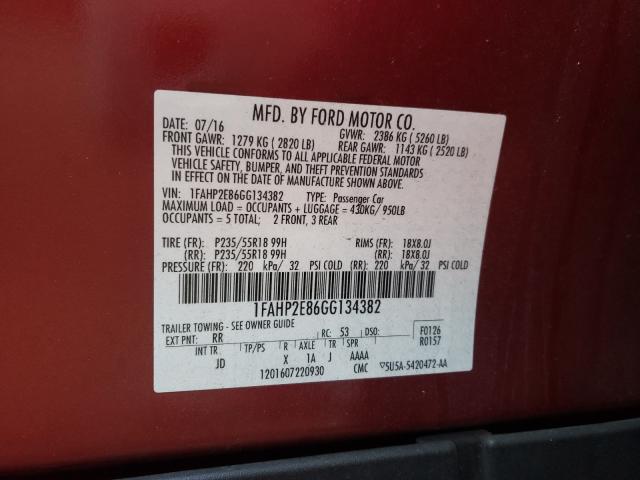 MFD. BY FORD MOTOR CO.
DATE: 07/16 GVWR: 2386 KG ( 5260 LB)
FRONT GAWR: 1279 KG ( 2820 LB) REAR GAWR: 1143 KG ( 2520 LB)
THIS VEHICLE CONFORMS TO ALL APPLICABLE FEDERAL MOTOR
VEHICLE SAFETY, BUMPER, AND THEFT PREVENTION STANDARDS
IN EFFECT ON THE DATE OF MANUFACTURE SHOWN ABOVE.
VIN: 1FAHP2E86GG134382 TYPE: Passenger Car
MAXIMUM LOAD = OCCUPANTS + LUGGAGE = 430KG/ 950LB
OCCUPANTS = 5 TOTAL: 2 FRONT, 3 REAR
TIRE (FR): P235/55R18 99H RIMS (FR): 18X8.0J
(RR): P235/55R18 99H (RR): 18X8.0J
PRESSURE (FR): 220 kPa/ 32 PSI COLD (RR): 220 kPa/ 32 PSI COLD
1FAHP2E86GG134382
TRAILER TOWING - SEE OWNER GUIDE
EXT PNT: RR RC: 53 DSO: F0126
INT TR TP/PS R AXLE TR SPR R0157
JD X 1A J AAAA
1201607220930 CMC ▽5U5A-5420472-AA